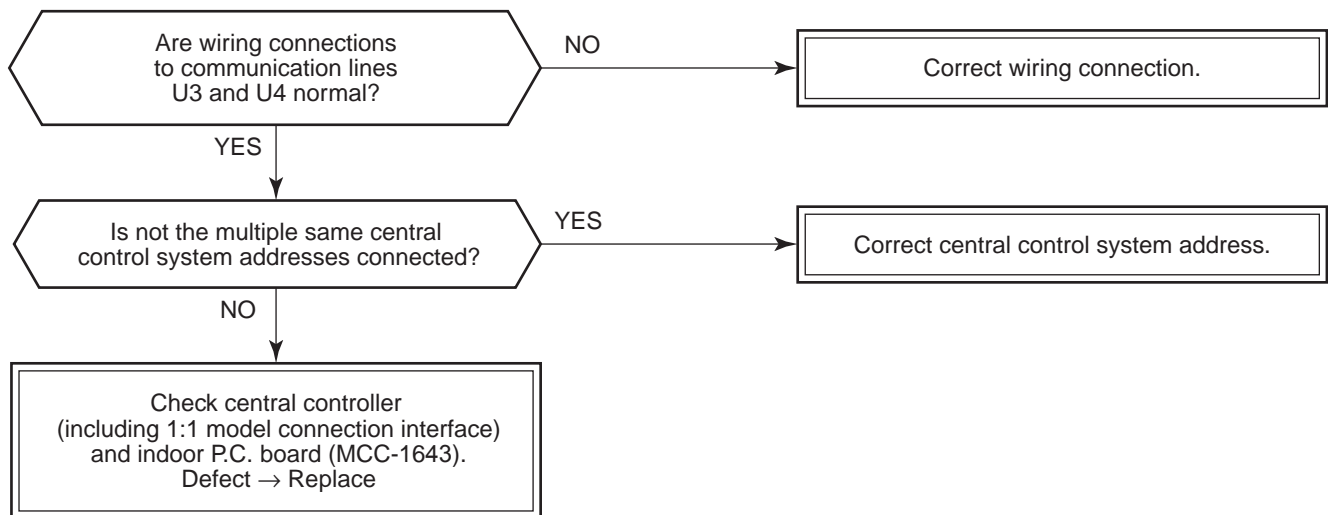 Are wiring connections
to communication lines
U3 and U4 normal?
NO
Correct wiring connection.
YES
Is not the multiple same central
control system addresses connected?
YES
Correct central control system address.
NO
Check central controller
(including 1:1 model connection interface)
and indoor P.C. board (MCC-1643).
Defect → Replace